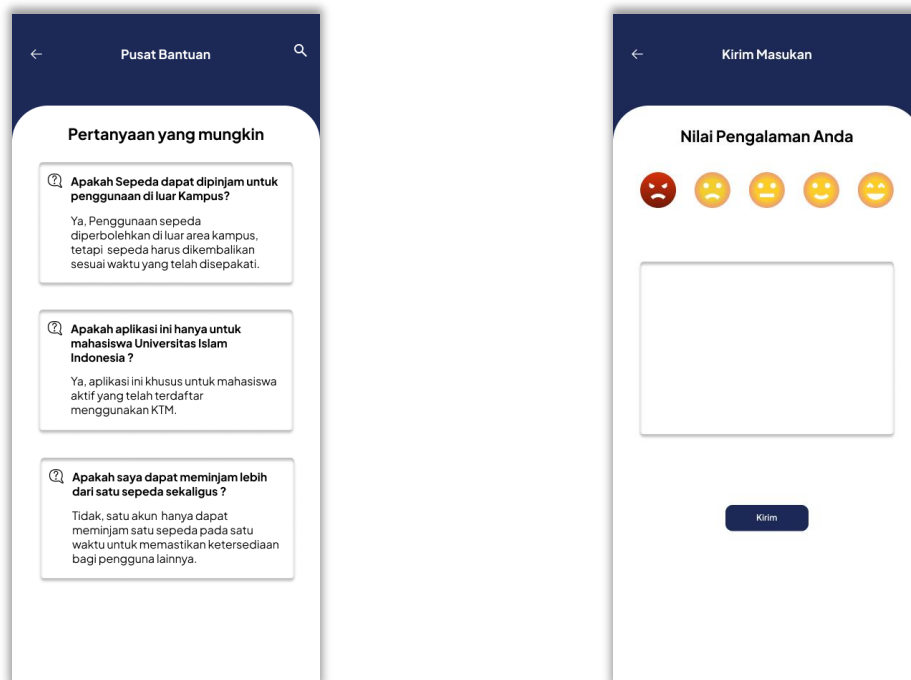 Pusat Bantuan
Pertanyaan yang mungkin
Apakah Sepeda dapat dipinjam untuk
penggunaan di luar Kampus?
Ya, Penggunaan sepeda
diperbolehkan di luar area kampus,
tetapi sepeda harus dikembalikan
sesuai waktu yang telah disepakati.
Apakah aplikasi ini hanya untuk
mahasiswa Universitas Islam
Indonesia ?
Ya, aplikasi ini khusus untuk mahasiswa
aktif yang telah terdaftar
menggunakan KTM.
Apakah saya dapat meminjam lebih
dari satu sepeda sekaligus ?
Tidak, satu akun hanya dapat
meminjam satu sepeda pada satu
waktu untuk memastikan ketersediaan
bagi pengguna lainnya.
Kirim Masukan
Nilai Pengalaman Anda
Kirim